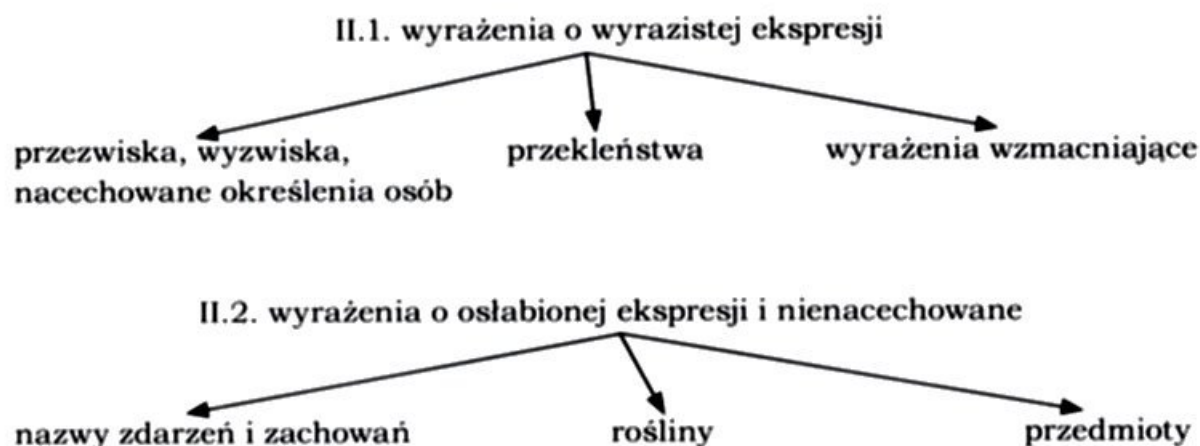 II.1. wyrażenia o wyrazistej ekspresji
przezwiska, wyzwiska,
nacechowane określenia osób
przekleństwa
wyrażenia wzmacniające
II.2. wyrażenia o osłabionej ekspresji i nienacechowane
nazwy zdarzeń i zachowań
rośliny
przedmioty